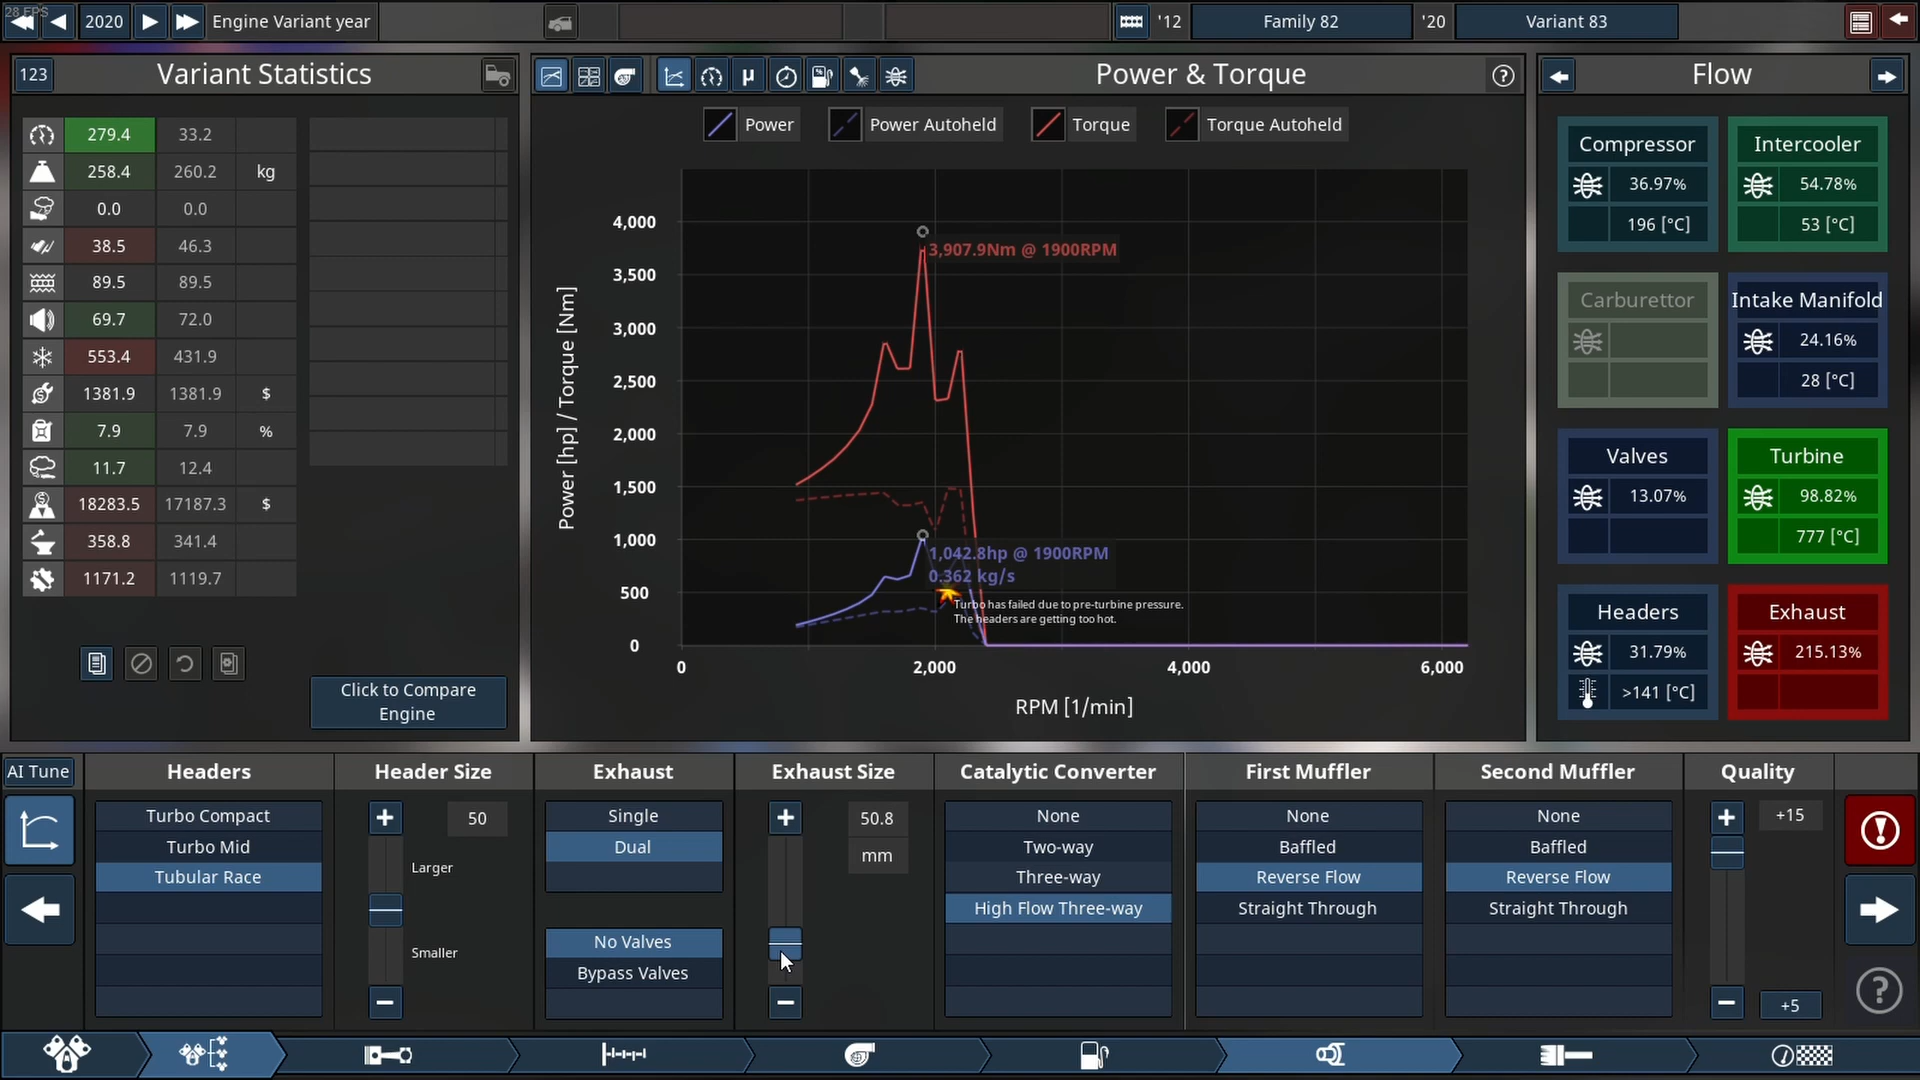 28 FPS
2020
Engine Variant year
'12
Family 82
'20
Variant 83
123
Variant Statistics
279.4 33.2
258.4 260.2 kg
0.0 0.0
38.5 46.3
89.5 89.5
69.7 72.0
553.4 431.9
1381.9 1381.9 $
7.9 7.9 %
11.7 12.4
18283.5 17187.3 $
358.8 341.4
1171.2 1119.7
Click to Compare
Engine
μ
Power & Torque
?
Power
Power Autoheld
Torque
Torque Autoheld
Power [hp] / Torque [Nm]
4,000
3,500
3,000
2,500
2,000
1,500
1,000
500
0
3,907.9Nm @ 1900RPM
1,042.8hp @ 1900RPM
0.362 kg/s
Turbo has failed due to pre-turbine pressure.
The headers are getting too hot.
0
2,000
4,000
6,000
RPM [1/min]
Flow
Compressor
36.97%
196 [°C]
Intercooler
54.78%
53 [°C]
Carburettor
Intake Manifold
24.16%
28 [°C]
Valves
13.07%
Turbine
98.82%
777 [°C]
Headers
31.79%
>141 [°C]
Exhaust
215.13%
AI Tune
Headers
Turbo Compact
Turbo Mid
Tubular Race
Header Size
+
50
Larger
Smaller
−
Exhaust
Single
Dual
No Valves
Bypass Valves
Exhaust Size
+
50.8
mm
−
Catalytic Converter
None
Two-way
Three-way
High Flow Three-way
First Muffler
None
Baffled
Reverse Flow
Straight Through
Second Muffler
None
Baffled
Reverse Flow
Straight Through
Quality
+
+15
−
+5
!
?